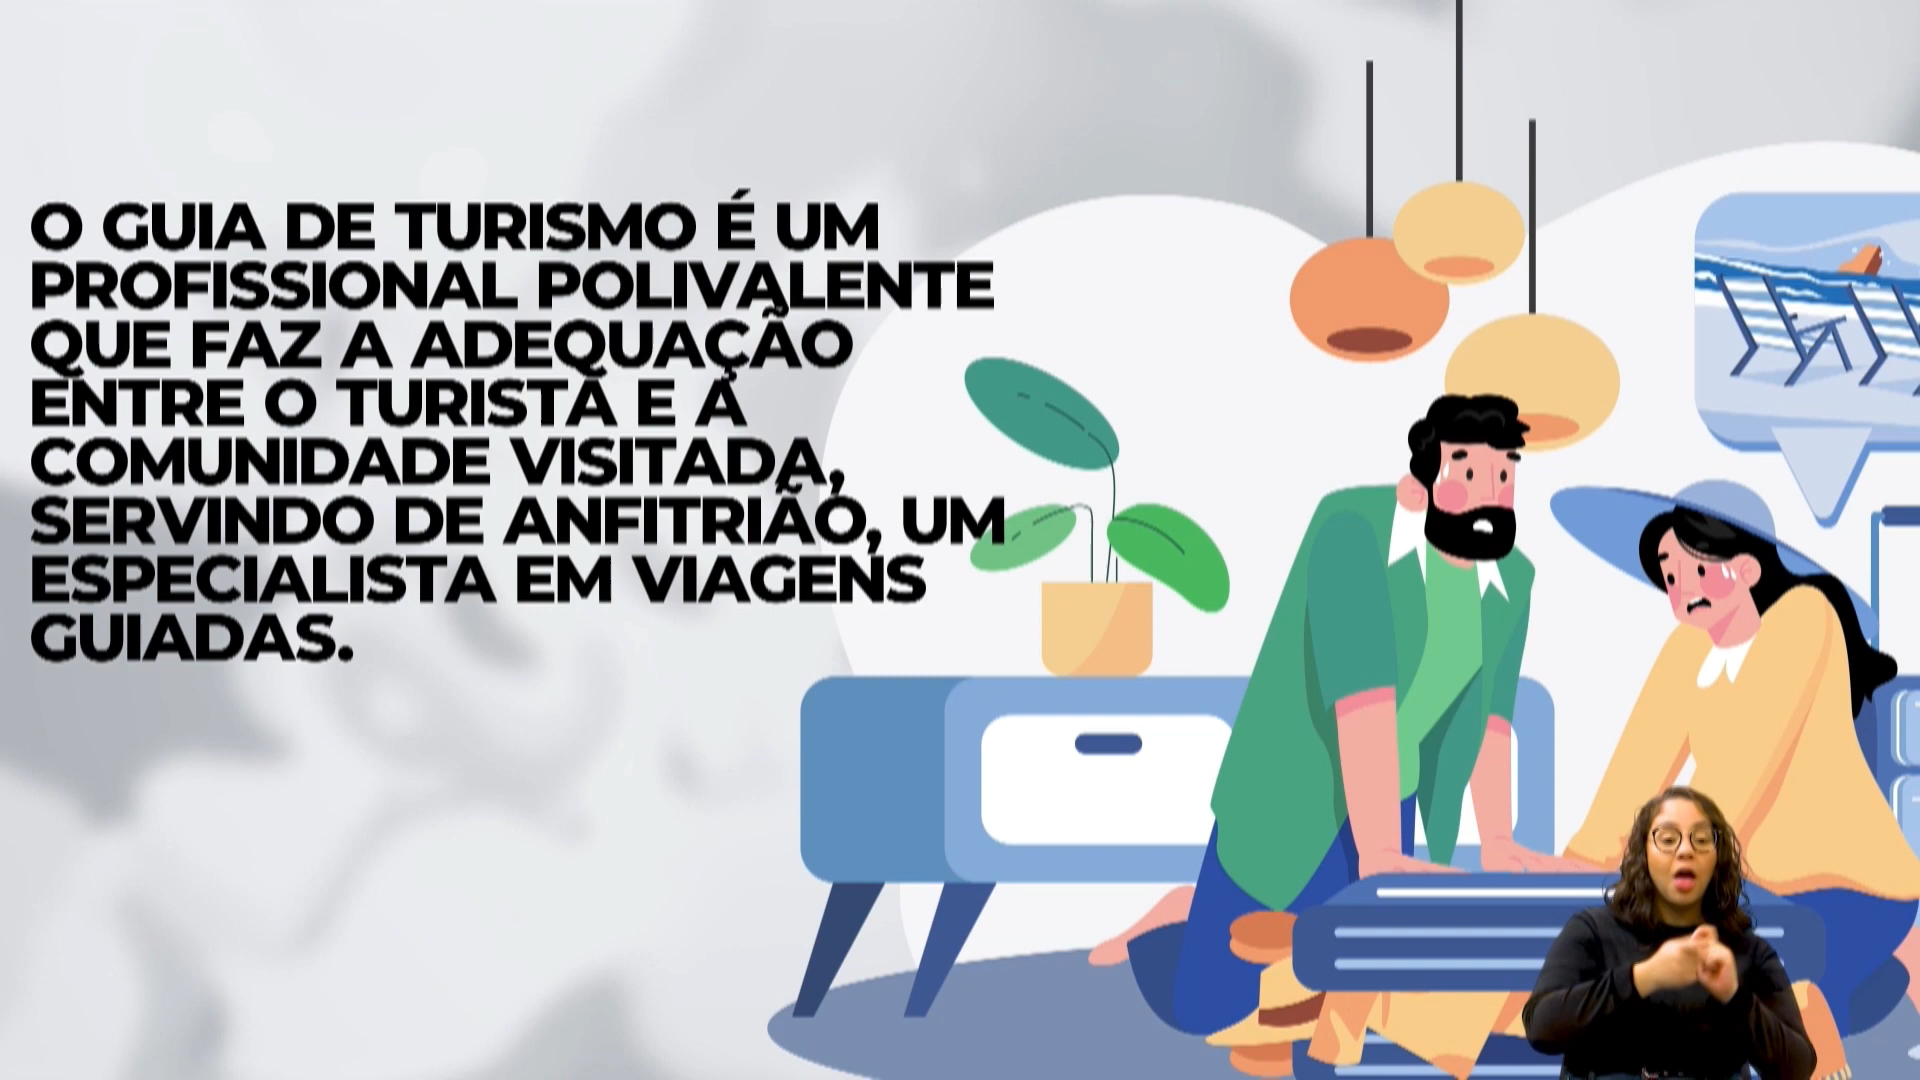 O GUIA DE TURISMO É UM
PROFISSIONAL POLIVALENTE
QUE FAZ A ADEQUAÇÃO
ENTRE O TURISTA E A
COMUNIDADE VISITADA,
SERVINDO DE ANFITRIÃO, UM
ESPECIALISTA EM VIAGENS
GUIADAS.